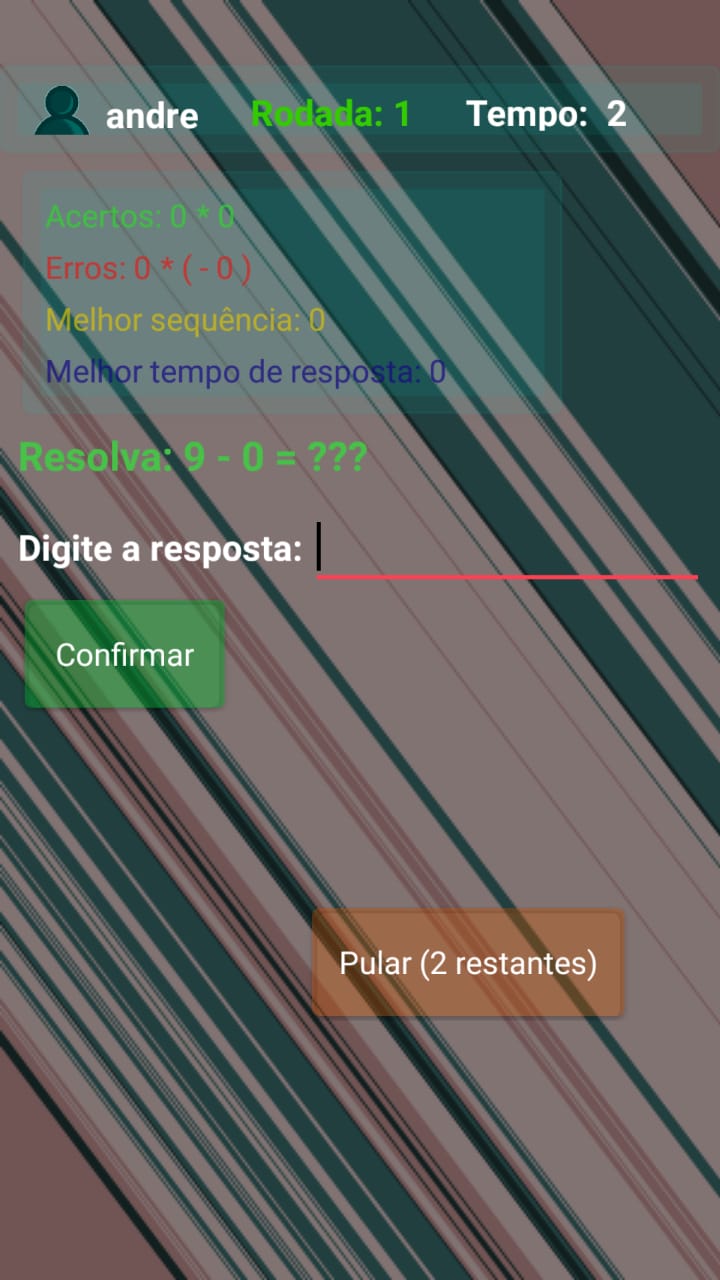 andre Rodada: 1 Tempo: 2
Acertos: 0 * 0
Erros: 0 * ( - 0 )
Melhor sequência: 0
Melhor tempo de resposta: 0
Resolva: 9 - 0 = ???
Digite a resposta:
Confirmar
Pular (2 restantes)